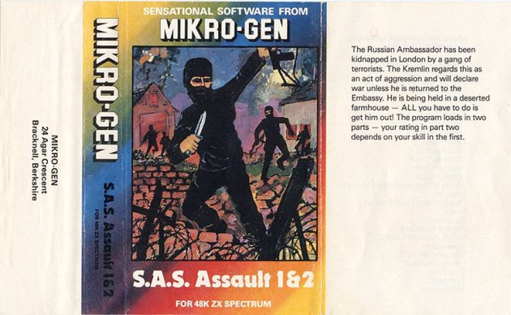 MIKRO-GEN
24 Agar Crescent
Bracknell, Berkshire
MIKRO-GEN
S.A.S. Assault 1&2
FOR 48K ZX SPECTRUM
SENSATIONAL SOFTWARE FROM
MIKRO-GEN
S.A.S. Assault 1&2
FOR 48K ZX SPECTRUM
The Russian Ambassador has been
kidnapped in London by a gang of
terrorists. The Kremlin regards this as
an act of aggression and will declare
war unless he is returned to the
Embassy. He is being held in a deserted
farmhouse — ALL you have to do is
get him out! The program loads in two
parts — your rating in part two
depends on your skill in the first.